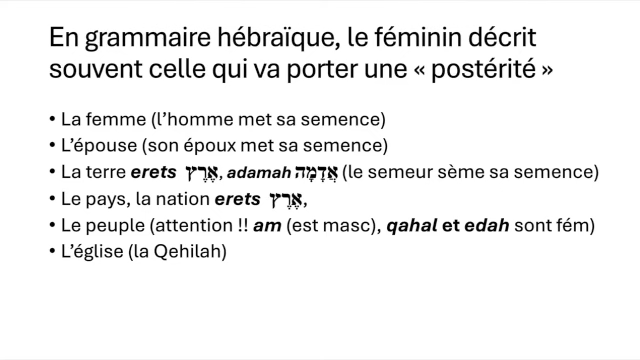 En grammaire hébraïque, le féminin décrit
souvent celle qui va porter une « postérité »
• La femme (l’homme met sa semence)
• L’épouse (son époux met sa semence)
• La terre erets אֶרֶץ, adamah אֲדָמָה (le semeur sème sa semence)
• Le pays, la nation erets אֶרֶץ,
• Le peuple (attention !! am (est masc), qahal et edah sont fém)
• L’église (la Qehilah)